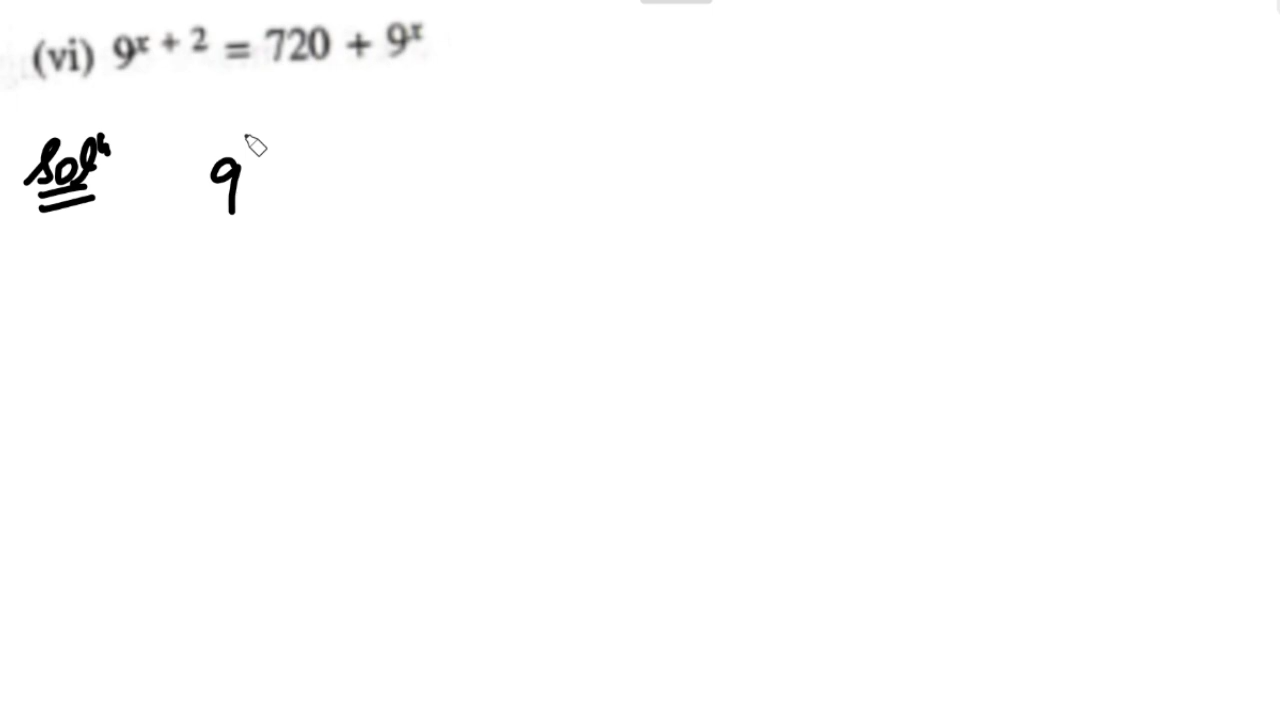 (vi) 9ˣ ⁺ ² = 720 + 9ˣ
Solⁿ 9